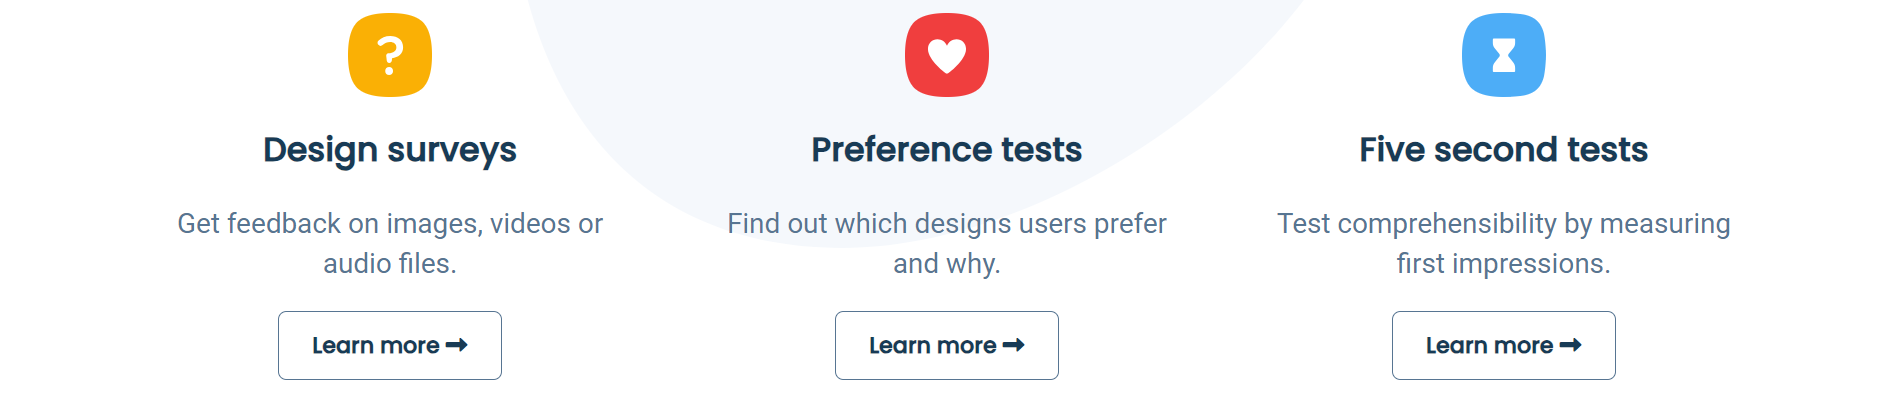 Design surveys
Get feedback on images, videos or
audio files.
Learn more
Preference tests
Find out which designs users prefer
and why.
Learn more
Five second tests
Test comprehensibility by measuring
first impressions.
Learn more